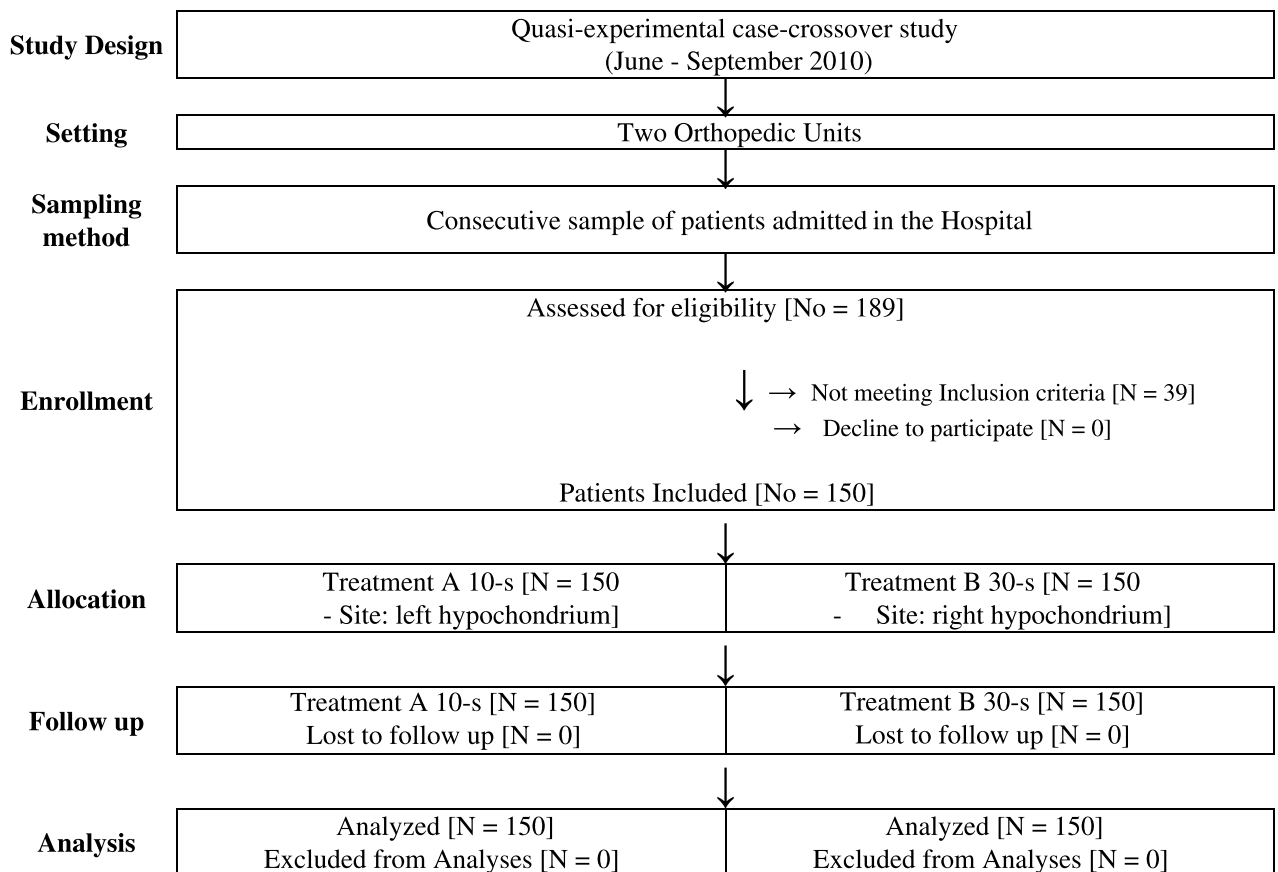 Study Design
Quasi-experimental case-crossover study
(June - September 2010)
Setting
Two Orthopedic Units
Sampling
method
Consecutive sample of patients admitted in the Hospital
Enrollment
Assessed for eligibility [No = 189]
→ Not meeting Inclusion criteria [N = 39]
→ Decline to participate [N = 0]
Patients Included [No = 150]
Allocation
Treatment A 10-s [N = 150
- Site: left hypochondrium]
Treatment B 30-s [N = 150
- Site: right hypochondrium]
Follow up
Treatment A 10-s [N = 150]
Lost to follow up [N = 0]
Treatment B 30-s [N = 150]
Lost to follow up [N = 0]
Analysis
Analyzed [N = 150]
Excluded from Analyses [N = 0]
Analyzed [N = 150]
Excluded from Analyses [N = 0]